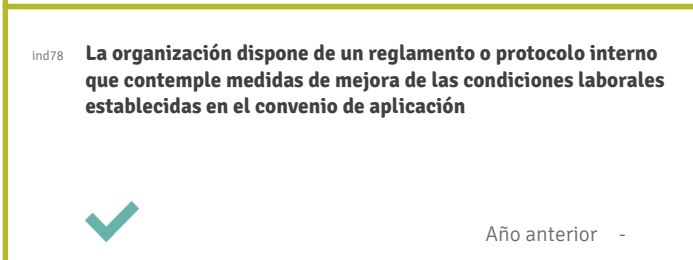 ind78 La organización dispone de un reglamento o protocolo interno
que contemple medidas de mejora de las condiciones laborales
establecidas en el convenio de aplicación
Año anterior -